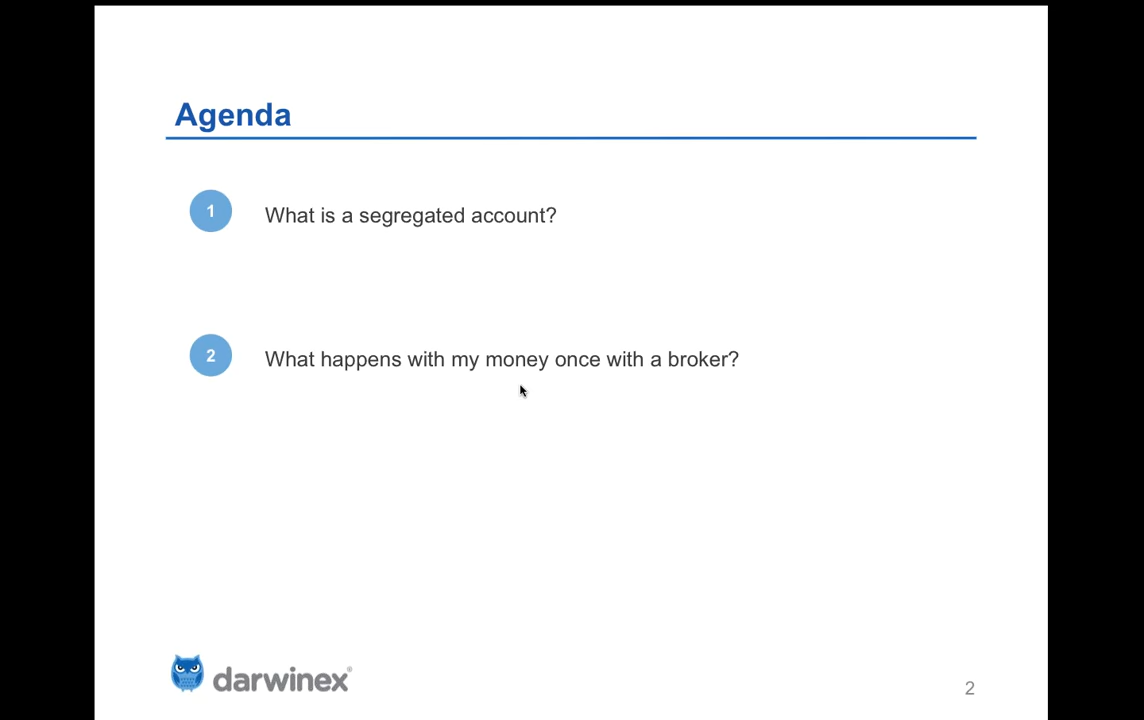 Agenda
1
What is a segregated account?
2
What happens with my money once with a broker?
darwinex®
2